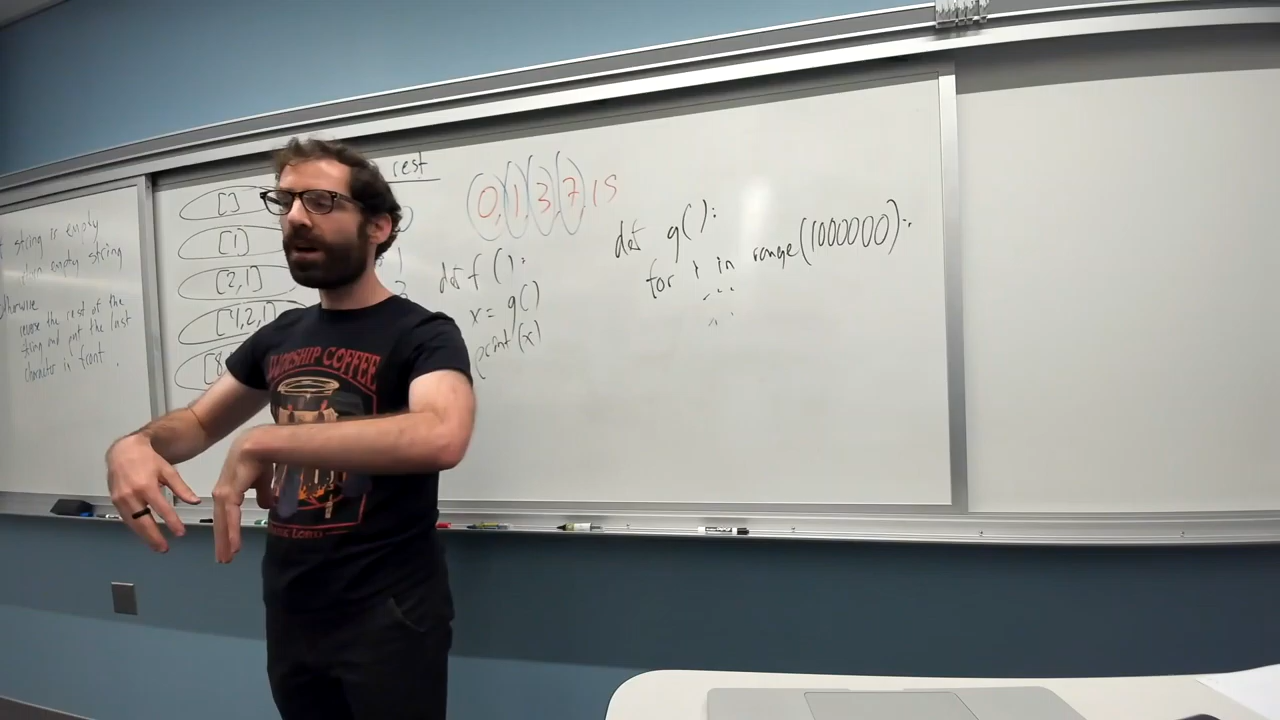 string is empty
empty string
otherwise
reverse the rest of the
string and put the last
character in front.
rest
[]
[1]
[2,1]
[4,2,1]
[8
0, 1, 3, 7, 15
def f():
x = g()
print(x)
def g():
for i in range(1000000):
...
WORSHIP COFFEE
LORD